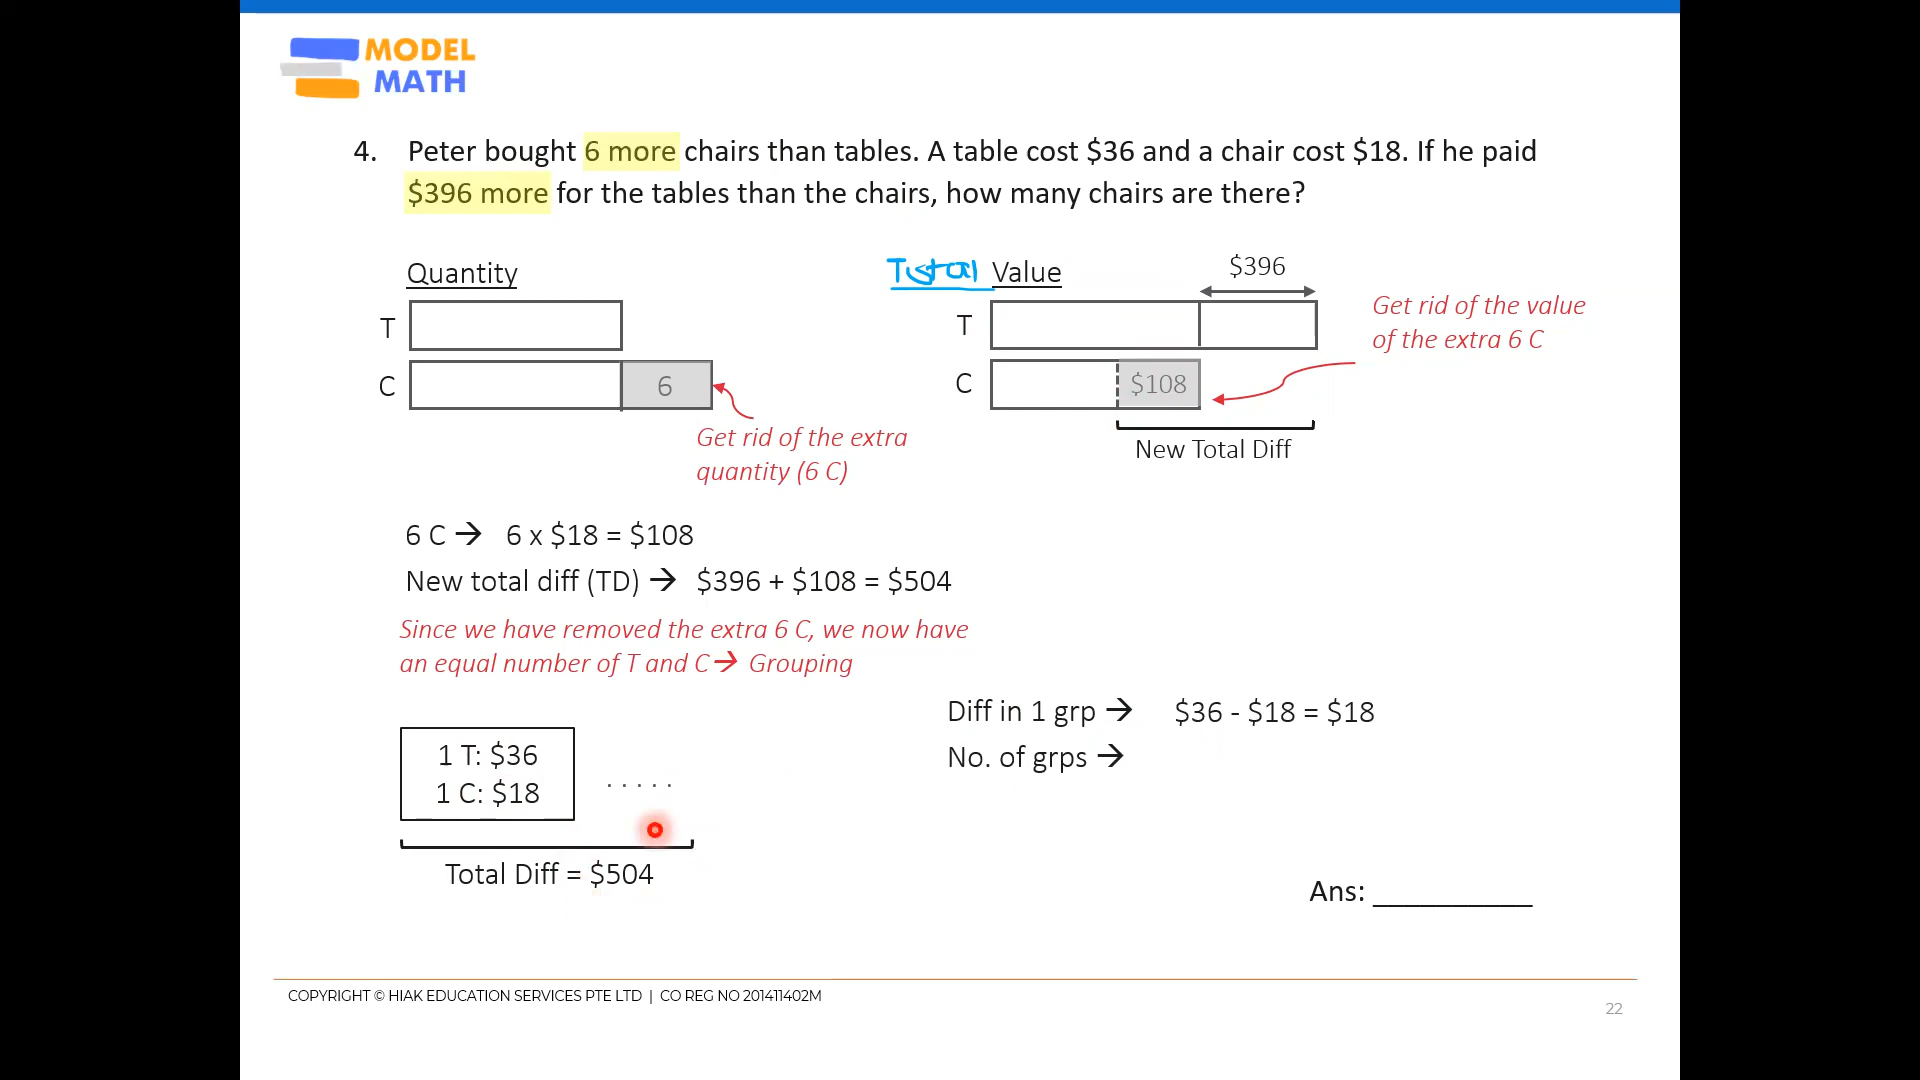 MODEL
MATH
4. Peter bought 6 more chairs than tables. A table cost $36 and a chair cost $18. If he paid
$396 more for the tables than the chairs, how many chairs are there?
Quantity
T
C
6
Get rid of the extra
quantity (6 C)
Total Value
$396
T
C
$108
New Total Diff
Get rid of the value
of the extra 6 C
6 C → 6 x $18 = $108
New total diff (TD) → $396 + $108 = $504
Since we have removed the extra 6 C, we now have
an equal number of T and C → Grouping
1 T: $36
1 C: $18
. . . . .
Total Diff = $504
Diff in 1 grp → $36 - $18 = $18
No. of grps →
Ans: __________
COPYRIGHT © HIAK EDUCATION SERVICES PTE LTD | CO REG NO 201411402M
22